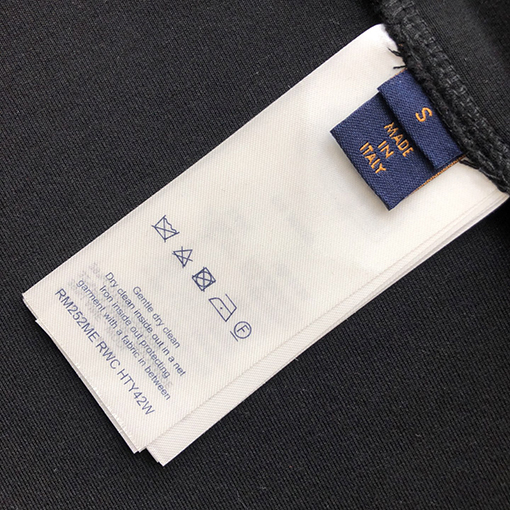 S
MADE
IN
ITALY
Gentle dry clean
Dry clean inside out in a net
Iron inside out protecting
garment with a fabric in between
RM252ME RWC HTY42W